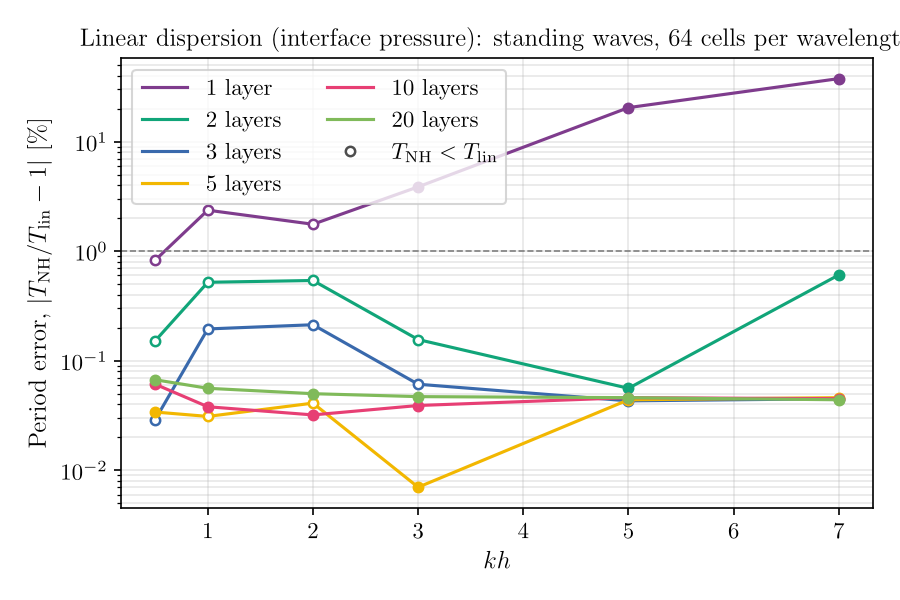 Linear dispersion (interface pressure): standing waves, 64 cells per wavelengt
1 layer
2 layers
3 layers
5 layers
10 layers
20 layers
T_NH < T_lin
Period error, |T_NH/T_lin − 1| [%]
10^1
10^0
10^−1
10^−2
1 2 3 4 5 6 7
kh